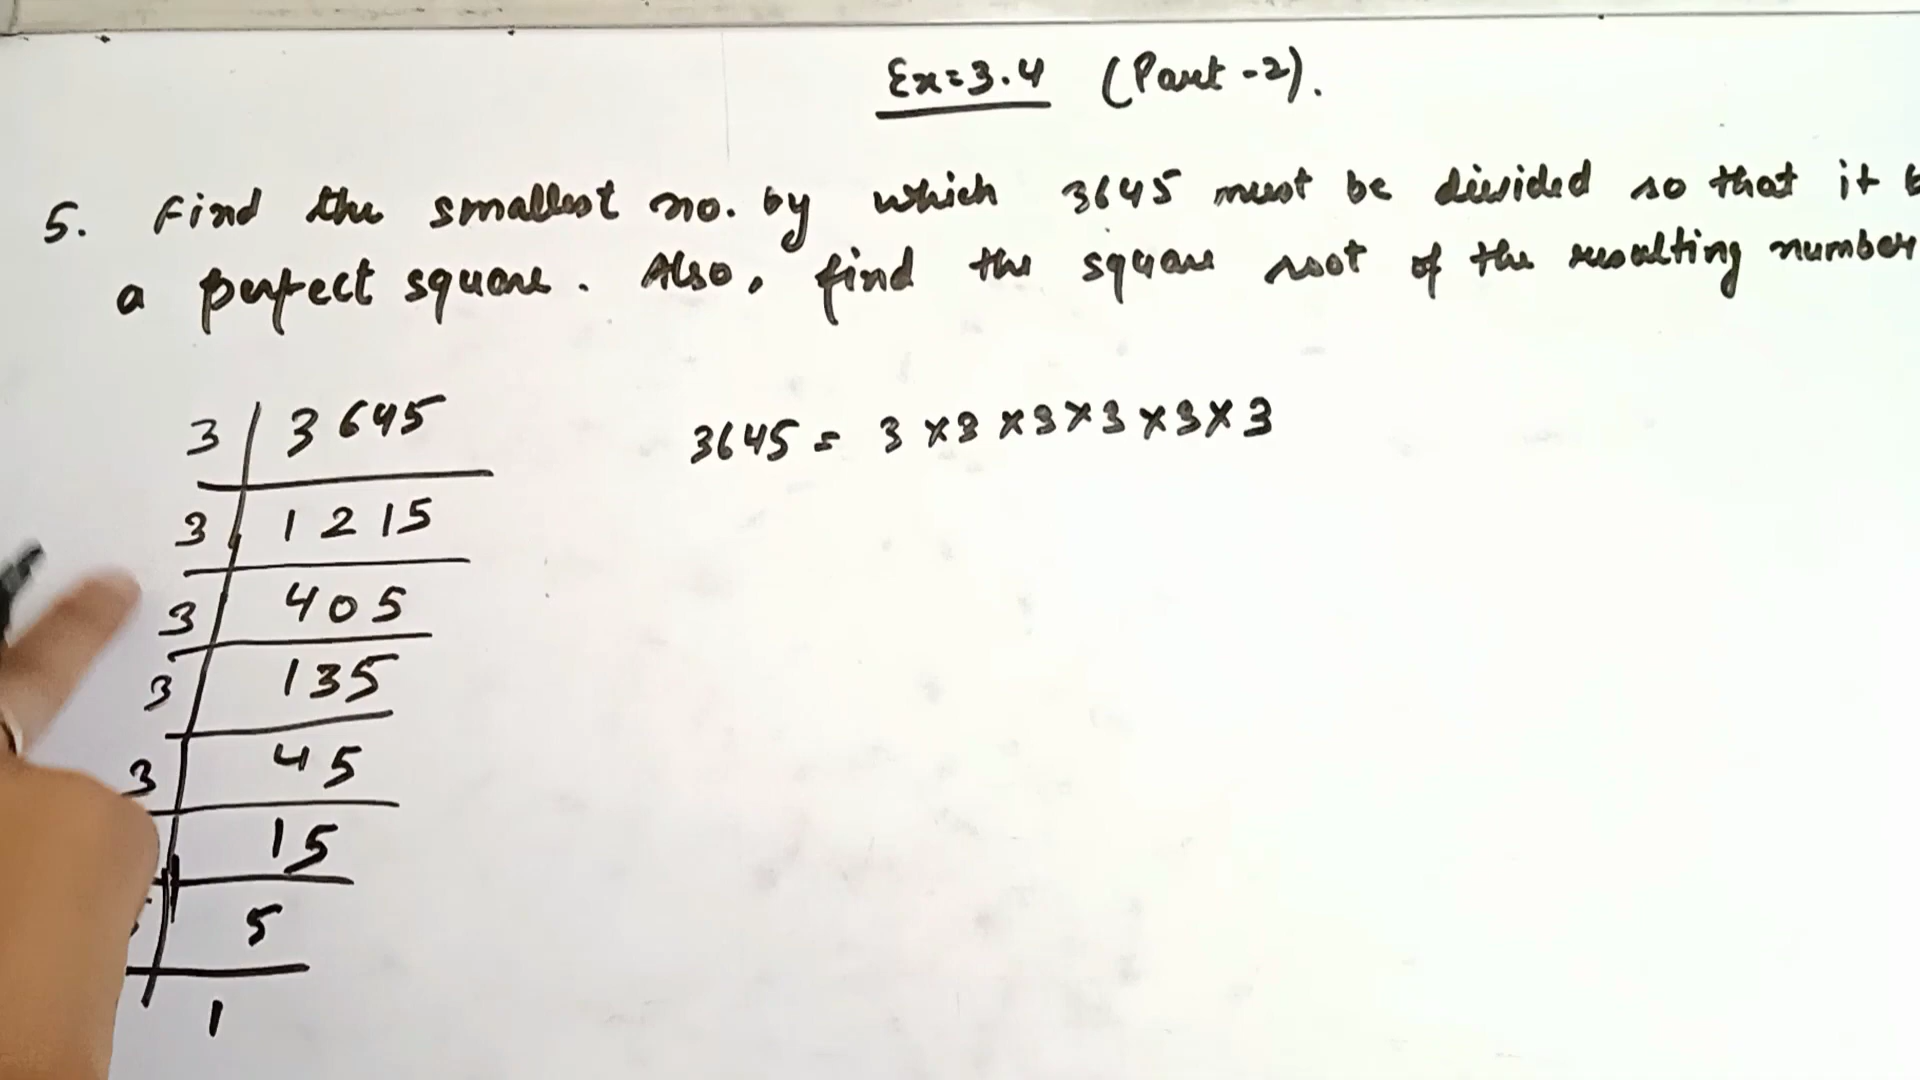 Ex=3.4 (Part-2).
5. Find the smallest no. by which 3645 must be divided so that it
a perfect square. Also, find the square root of the resulting number
3 3645
3 1215
3 405
3 135
3 45
15
5
1
3645 = 3×3×3×3×3×3